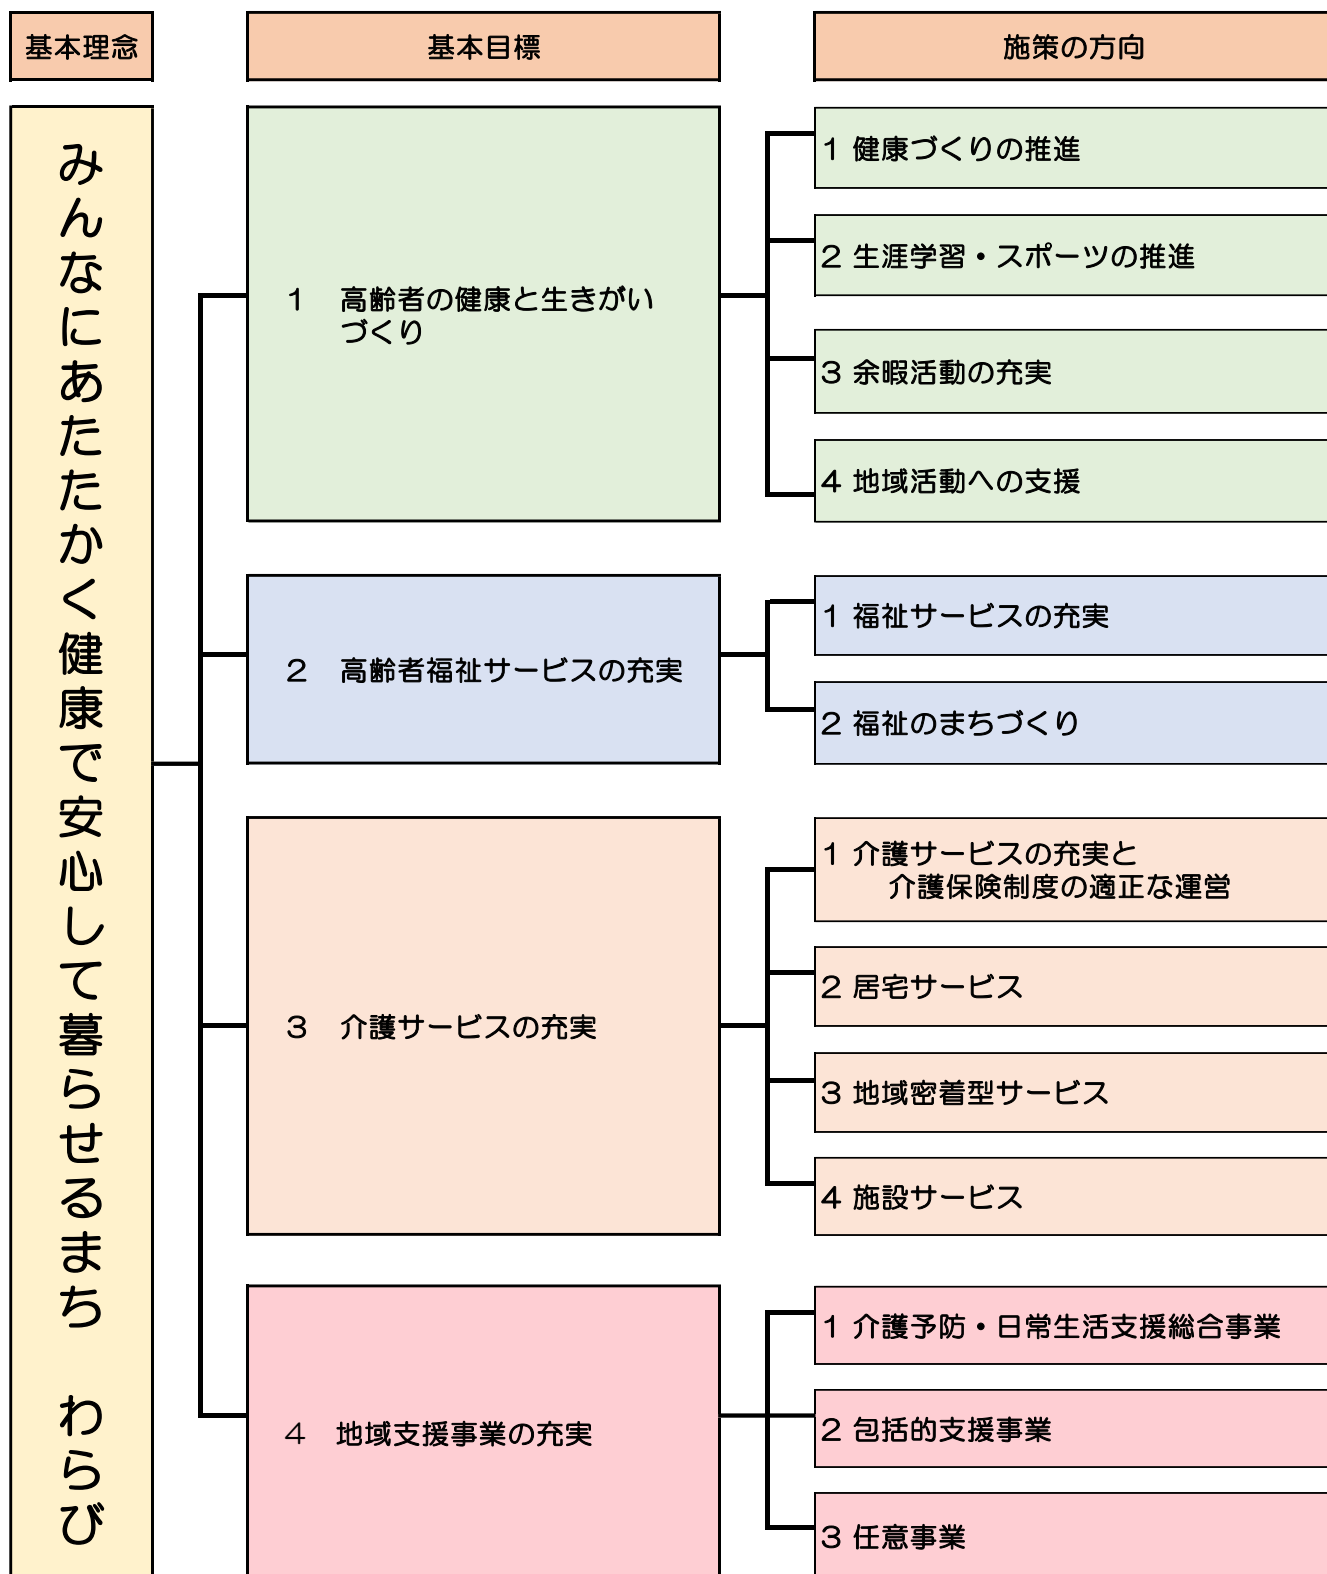 基本理念
基本目標
施策の方向
みんなにあたたかく健康で安心して暮らせるまち　わらび
1　高齢者の健康と生きがい
づくり
1 健康づくりの推進
2 生涯学習・スポーツの推進
3 余暇活動の充実
4 地域活動への支援
2　高齢者福祉サービスの充実
1 福祉サービスの充実
2 福祉のまちづくり
3　介護サービスの充実
1 介護サービスの充実と
介護保険制度の適正な運営
2 居宅サービス
3 地域密着型サービス
4 施設サービス
4　地域支援事業の充実
1 介護予防・日常生活支援総合事業
2 包括的支援事業
3 任意事業